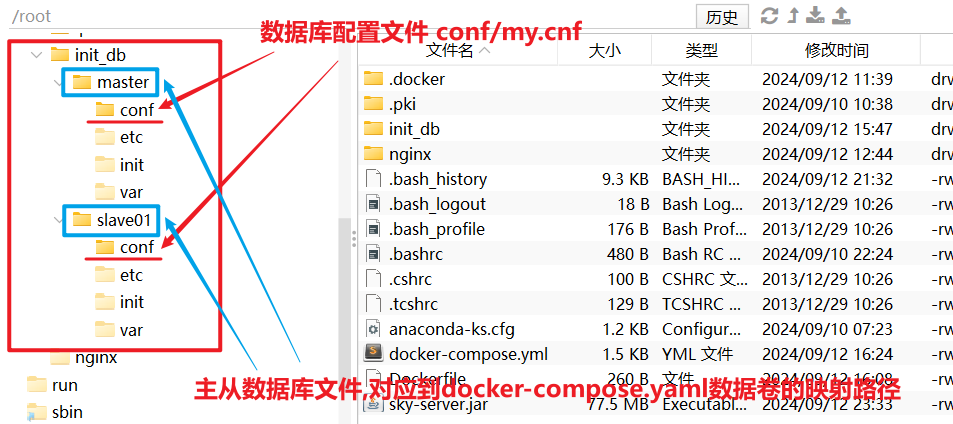 /root
历史
数据库配置文件 conf/my.cnf
init_db
master
conf
etc
init
var
slave01
conf
etc
init
var
nginx
run
sbin
文件名 大小 类型 修改时间
.docker 文件夹 2024/09/12 11:39 drw
.pki 文件夹 2024/09/10 10:38 drw
init_db 文件夹 2024/09/12 15:47 drw
nginx 文件夹 2024/09/12 12:44 drw
.bash_history 9.3 KB BASH_HI... 2024/09/12 21:32 -rw
.bash_logout 18 B Bash Log... 2013/12/29 10:26 -rw
.bash_profile 176 B Bash Prof... 2013/12/29 10:26 -rw
.bashrc 480 B Bash RC ... 2024/09/10 22:24 -rw
.cshrc 100 B CSHRC 文... 2013/12/29 10:26 -rw
.tcshrc 129 B TCSHRC ... 2013/12/29 10:26 -rw
anaconda-ks.cfg 1.2 KB Configur... 2024/09/10 07:23 -rw
docker-compose.yml 1.5 KB YML 文件 2024/09/12 16:24 -rw
Dockerfile 260 B 文件 2024/09/12 16:08 -rw
主从数据库文件,对应到docker-compose.yaml数据卷的映射路径
sky-server.jar 77.5 MB Executabl... 2024/09/12 23:33 -rw